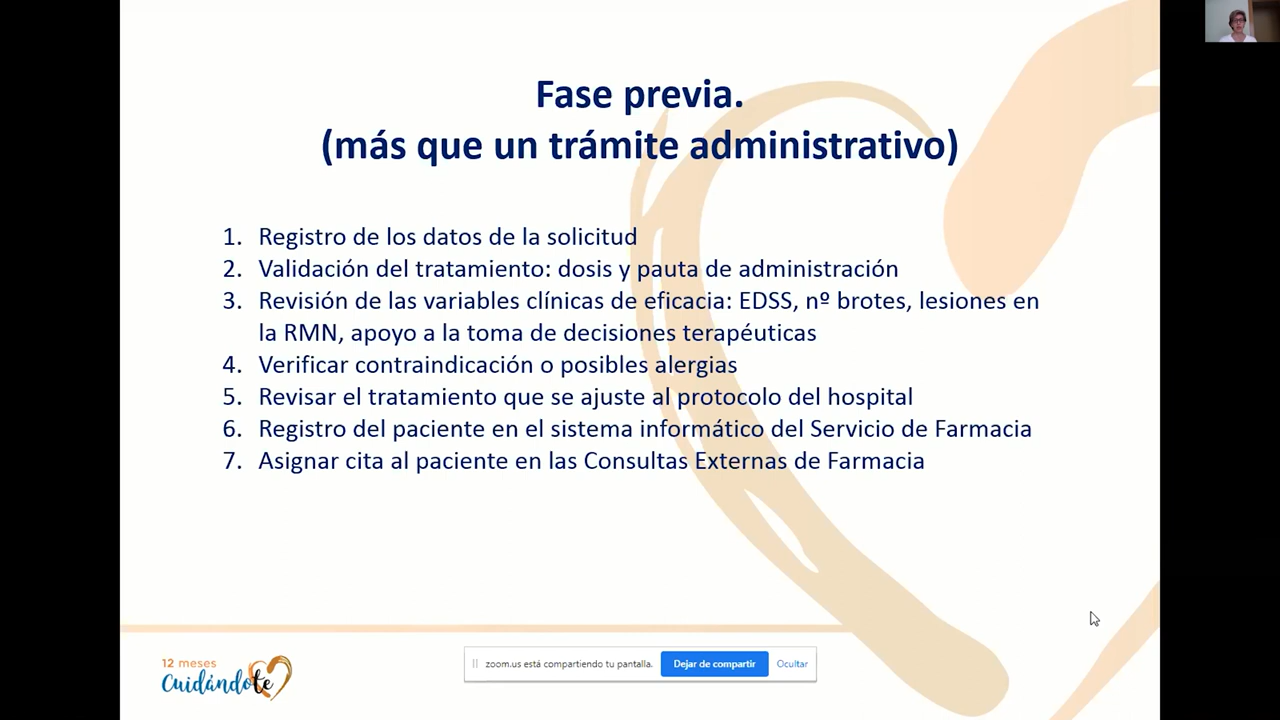 Fase previa.
(más que un trámite administrativo)
1. Registro de los datos de la solicitud
2. Validación del tratamiento: dosis y pauta de administración
3. Revisión de las variables clínicas de eficacia: EDSS, nº brotes, lesiones en
la RMN, apoyo a la toma de decisiones terapéuticas
4. Verificar contraindicación o posibles alergias
5. Revisar el tratamiento que se ajuste al protocolo del hospital
6. Registro del paciente en el sistema informático del Servicio de Farmacia
7. Asignar cita al paciente en las Consultas Externas de Farmacia
12 meses
Cuidándote
zoom.us está compartiendo tu pantalla. Dejar de compartir Ocultar